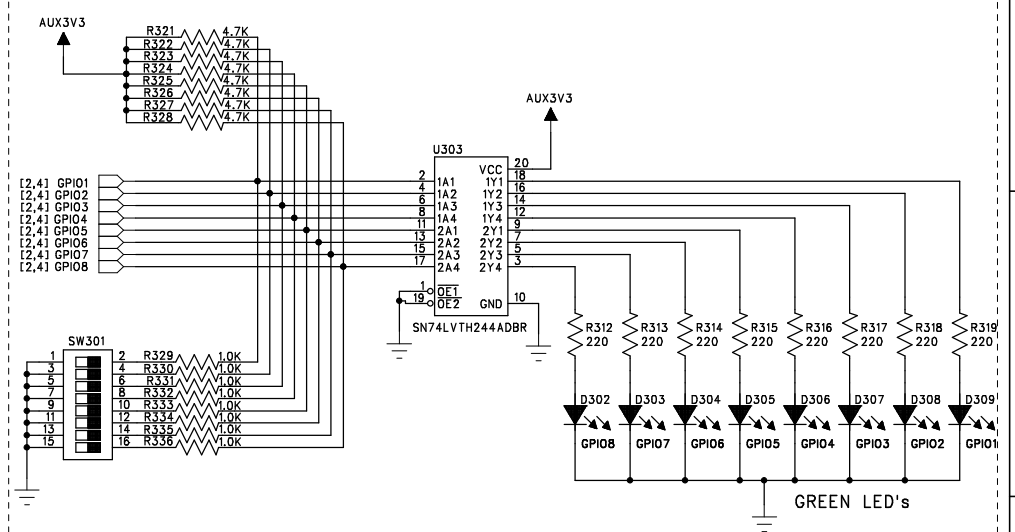 AUX3V3
R321 4.7K
R322 4.7K
R323 4.7K
R324 4.7K
R325 4.7K
R326 4.7K
R327 4.7K
R328 4.7K
AUX3V3
U303
VCC 20
[2,4] GPIO1 2 1A1 1Y1 18
[2,4] GPIO2 4 1A2 1Y2 16
[2,4] GPIO3 6 1A3 1Y3 14
[2,4] GPIO4 8 1A4 1Y4 12
[2,4] GPIO5 11 2A1 2Y1 9
[2,4] GPIO6 13 2A2 2Y2 7
[2,4] GPIO7 15 2A3 2Y3 5
[2,4] GPIO8 17 2A4 2Y4 3
1 OE1
19 OE2 GND 10
SN74LVTH244ADBR
R312 R313 R314 R315 R316 R317 R318 R319
220 220 220 220 220 220 220 220
SW301
1 2 R329 1.0K
3 4 R330 1.0K
5 6 R331 1.0K
7 8 R332 1.0K
9 10 R333 1.0K
11 12 R334 1.0K
13 14 R335 1.0K
15 16 R336 1.0K
D302 D303 D304 D305 D306 D307 D308 D309
GPIO8 GPIO7 GPIO6 GPIO5 GPIO4 GPIO3 GPIO2 GPIO1
GREEN LED's